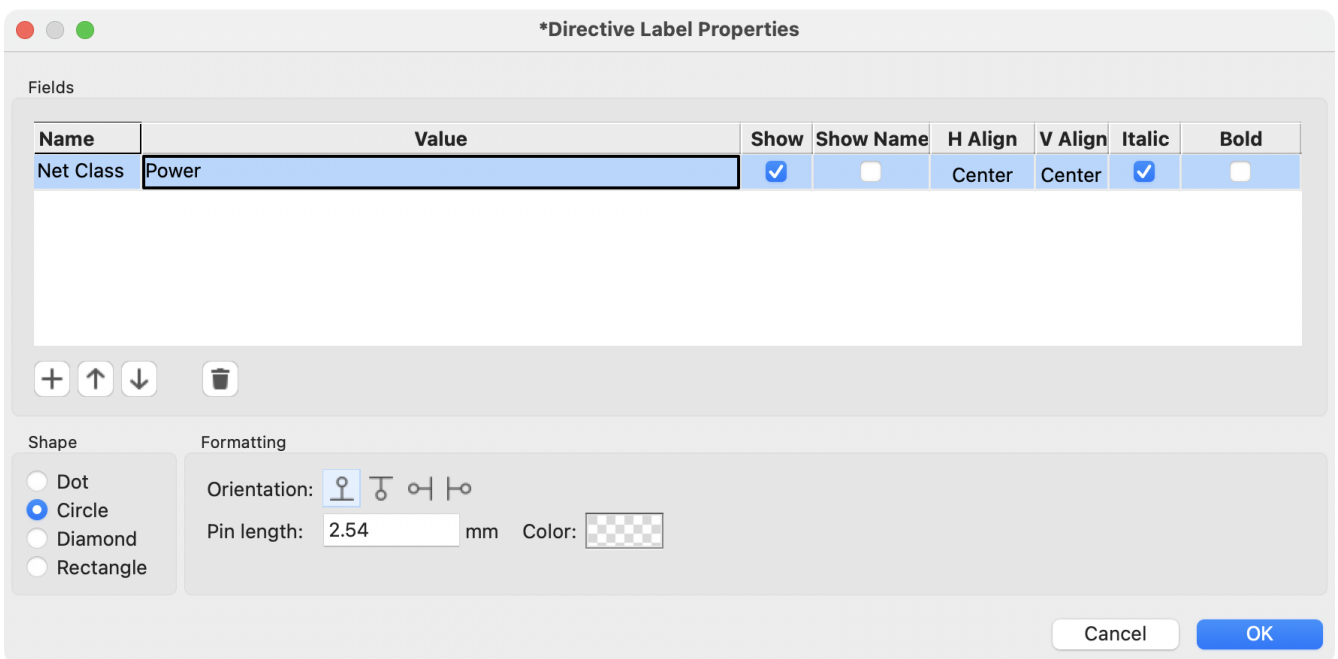 *Directive Label Properties
Fields
Name Value Show Show Name H Align V Align Italic Bold
Net Class Power Center Center
Shape Formatting
Dot
Circle
Diamond
Rectangle
Orientation:
Pin length: 2.54 mm Color:
Cancel OK